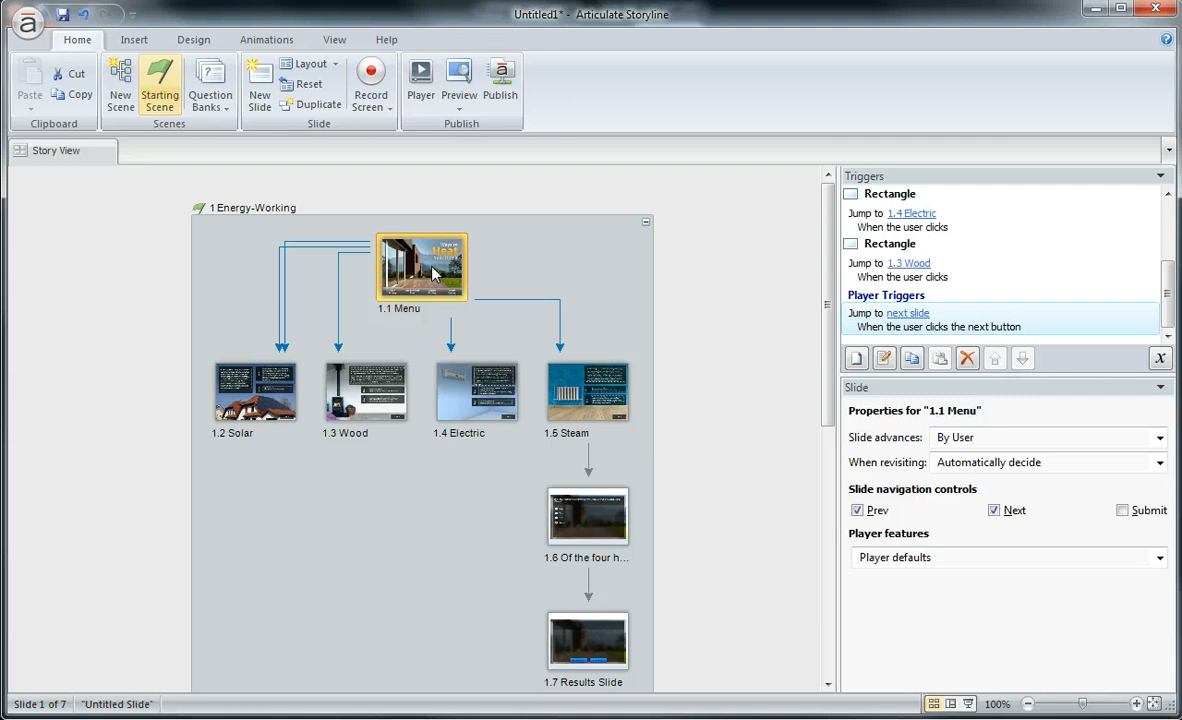 Untitled1* - Articulate Storyline
Home Insert Design Animations View Help
Paste Cut Copy
Clipboard
New Scene Starting Scene Question Banks
Scenes
New Slide Layout Reset Duplicate Record Screen
Slide
Player Preview Publish
Publish
Story View
1 Energy-Working
Heat
1.1 Menu
1.2 Solar
1.3 Wood
1.4 Electric
1.5 Steam
1.6 Of the four h...
1.7 Results Slide
Triggers
Rectangle
Jump to 1.4 Electric
When the user clicks
Rectangle
Jump to 1.3 Wood
When the user clicks
Player Triggers
Jump to next slide
When the user clicks the next button
x
Slide
Properties for "1.1 Menu"
Slide advances: By User
When revisiting: Automatically decide
Slide navigation controls
Prev Next Submit
Player features
Player defaults
Slide 1 of 7 "Untitled Slide" 100%